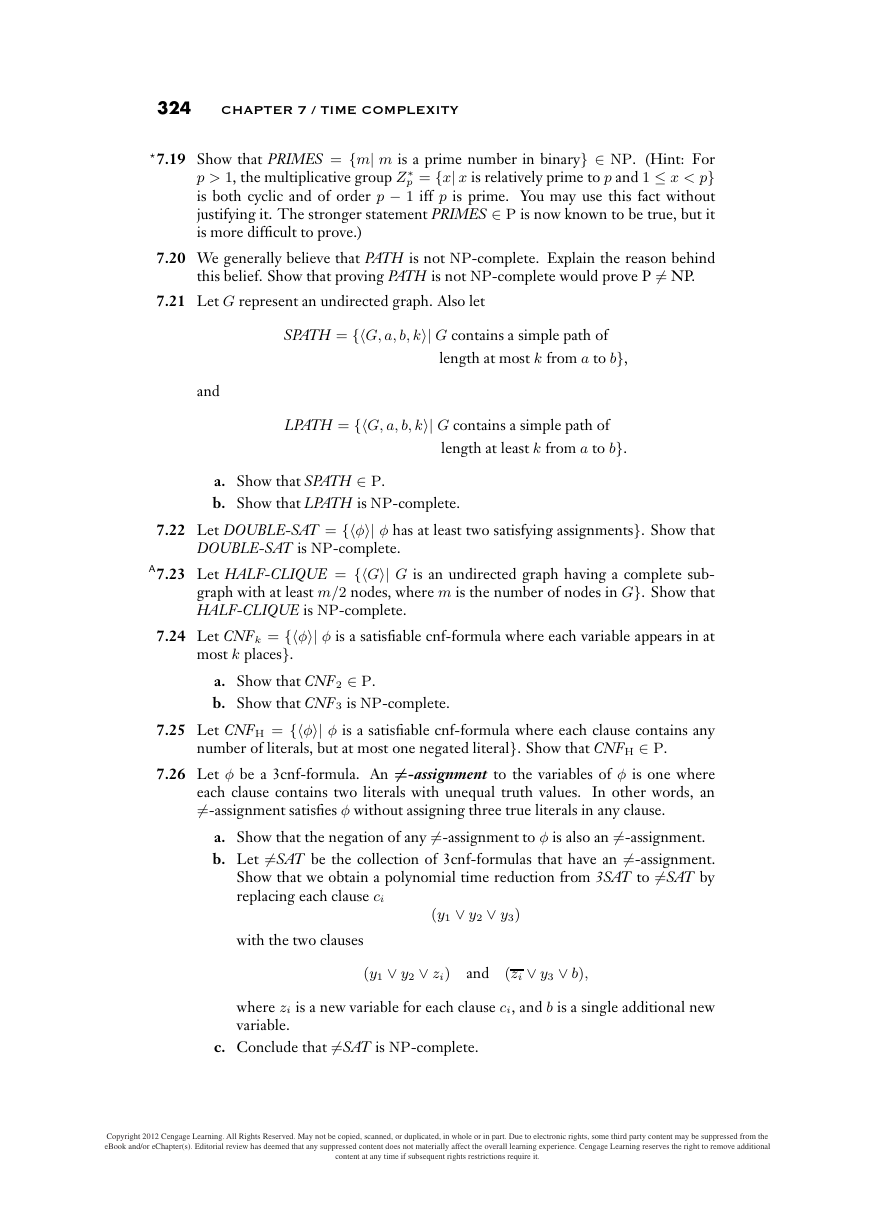 324 CHAPTER 7 / TIME COMPLEXITY
*7.19 Show that PRIMES = {m| m is a prime number in binary} ∈ NP. (Hint: For
p > 1, the multiplicative group Z*ₚ = {x| x is relatively prime to p and 1 ≤ x < p}
is both cyclic and of order p − 1 iff p is prime. You may use this fact without
justifying it. The stronger statement PRIMES ∈ P is now known to be true, but it
is more difficult to prove.)
7.20 We generally believe that PATH is not NP-complete. Explain the reason behind
this belief. Show that proving PATH is not NP-complete would prove P ≠ NP.
7.21 Let G represent an undirected graph. Also let
SPATH = {⟨G, a, b, k⟩| G contains a simple path of
length at most k from a to b},
and
LPATH = {⟨G, a, b, k⟩| G contains a simple path of
length at least k from a to b}.
a. Show that SPATH ∈ P.
b. Show that LPATH is NP-complete.
7.22 Let DOUBLE-SAT = {⟨ϕ⟩| ϕ has at least two satisfying assignments}. Show that
DOUBLE-SAT is NP-complete.
ᴬ7.23 Let HALF-CLIQUE = {⟨G⟩| G is an undirected graph having a complete sub-
graph with at least m/2 nodes, where m is the number of nodes in G}. Show that
HALF-CLIQUE is NP-complete.
7.24 Let CNFₖ = {⟨ϕ⟩| ϕ is a satisfiable cnf-formula where each variable appears in at
most k places}.
a. Show that CNF₂ ∈ P.
b. Show that CNF₃ is NP-complete.
7.25 Let CNF_H = {⟨ϕ⟩| ϕ is a satisfiable cnf-formula where each clause contains any
number of literals, but at most one negated literal}. Show that CNF_H ∈ P.
7.26 Let ϕ be a 3cnf-formula. An ≠-assignment to the variables of ϕ is one where
each clause contains two literals with unequal truth values. In other words, an
≠-assignment satisfies ϕ without assigning three true literals in any clause.
a. Show that the negation of any ≠-assignment to ϕ is also an ≠-assignment.
b. Let ≠SAT be the collection of 3cnf-formulas that have an ≠-assignment.
Show that we obtain a polynomial time reduction from 3SAT to ≠SAT by
replacing each clause cᵢ
(y₁ ∨ y₂ ∨ y₃)
with the two clauses
(y₁ ∨ y₂ ∨ zᵢ) and (z̅ᵢ ∨ y₃ ∨ b),
where zᵢ is a new variable for each clause cᵢ, and b is a single additional new
variable.
c. Conclude that ≠SAT is NP-complete.
Copyright 2012 Cengage Learning. All Rights Reserved. May not be copied, scanned, or duplicated, in whole or in part. Due to electronic rights, some third party content may be suppressed from the
eBook and/or eChapter(s). Editorial review has deemed that any suppressed content does not materially affect the overall learning experience. Cengage Learning reserves the right to remove additional
content at any time if subsequent rights restrictions require it.